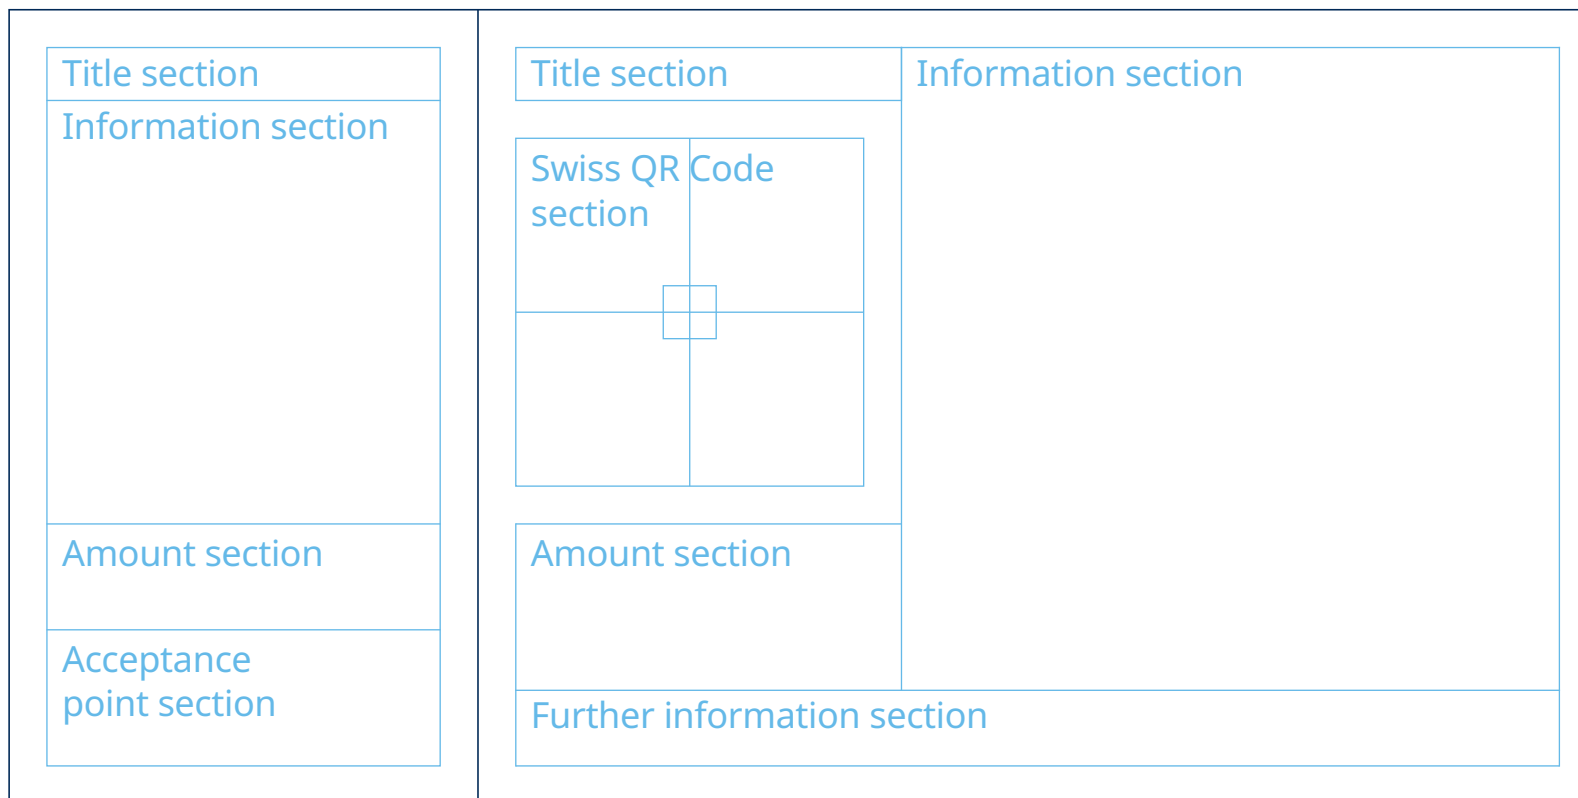 Title section
Information section
Amount section
Acceptance
point section
Title section
Swiss QR Code
section
Amount section
Information section
Further information section